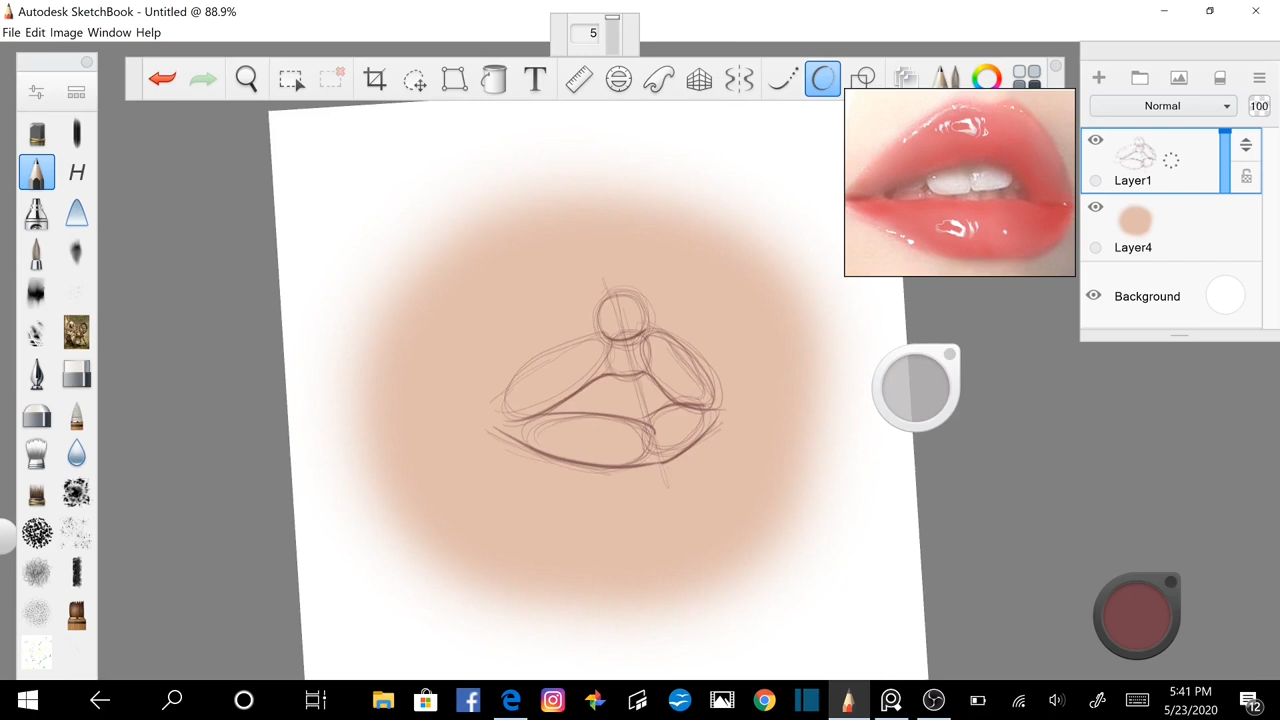 Autodesk SketchBook - Untitled @ 88.9%
File Edit Image Window Help
5
T
Normal
100
H
Layer1
Layer4
Background
5:41 PM
5/23/2020
12